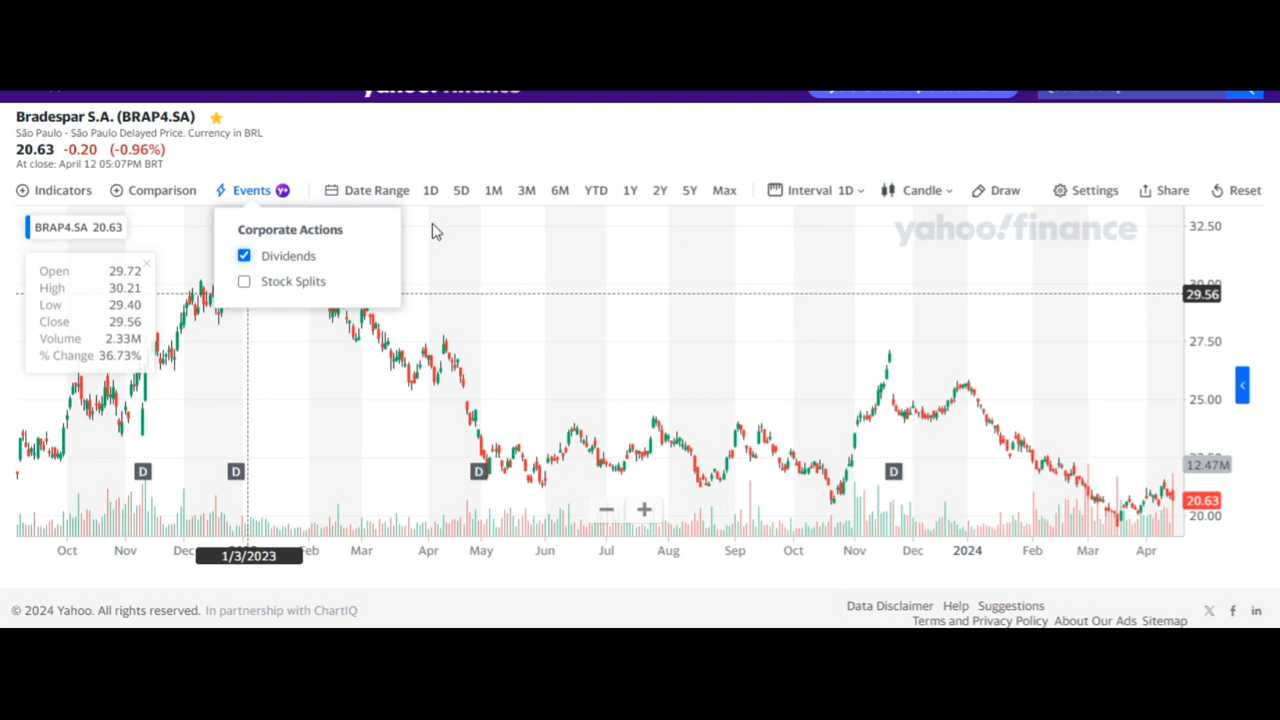 yahoo! finance
Bradespar S.A. (BRAP4.SA)
São Paulo - São Paulo Delayed Price. Currency in BRL
20.63 -0.20 (-0.96%)
At close: April 12 05:07PM BRT
Indicators Comparison Events Y+ Date Range 1D 5D 1M 3M 6M YTD 1Y 2Y 5Y Max Interval 1D Candle Draw Settings Share Reset
BRAP4.SA 20.63
Corporate Actions
Dividends
Stock Splits
yahoo!finance
Open 29.72
High 30.21
Low 29.40
Close 29.56
Volume 2.33M
% Change 36.73%
32.50
29.56
27.50
25.00
12.47M
20.63
20.00
D D D D
Oct Nov Dec Feb Mar Apr May Jun Jul Aug Sep Oct Nov Dec 2024 Feb Mar Apr
1/3/2023
© 2024 Yahoo. All rights reserved. In partnership with ChartIQ
Data Disclaimer Help Suggestions
Terms and Privacy Policy About Our Ads Sitemap